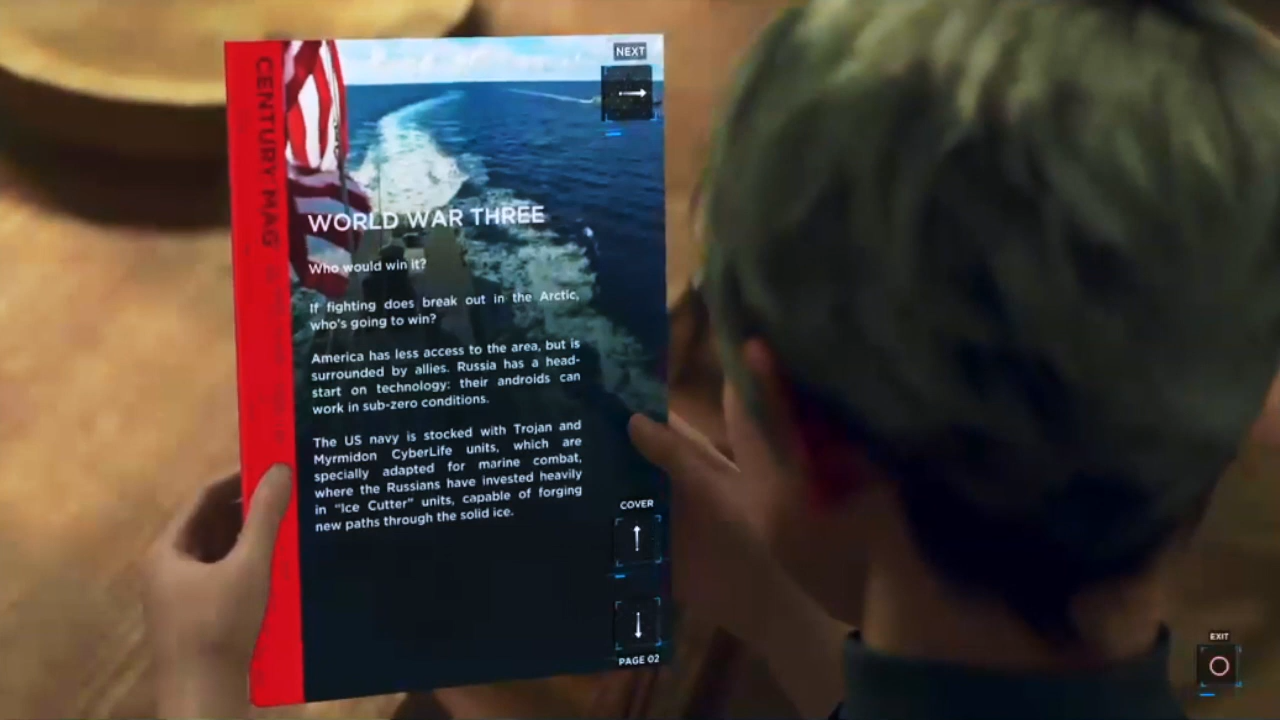 CENTURY MAG
NEXT
WORLD WAR THREE
Who would win it?
If fighting does break out in the Arctic,
who's going to win?
America has less access to the area, but is
surrounded by allies. Russia has a head-
start on technology: their androids can
work in sub-zero conditions.
The US navy is stocked with Trojan and
Myrmidon CyberLife units, which are
specially adapted for marine combat,
where the Russians have invested heavily
in "Ice Cutter" units, capable of forging
new paths through the solid ice.
COVER
PAGE 02
EXIT